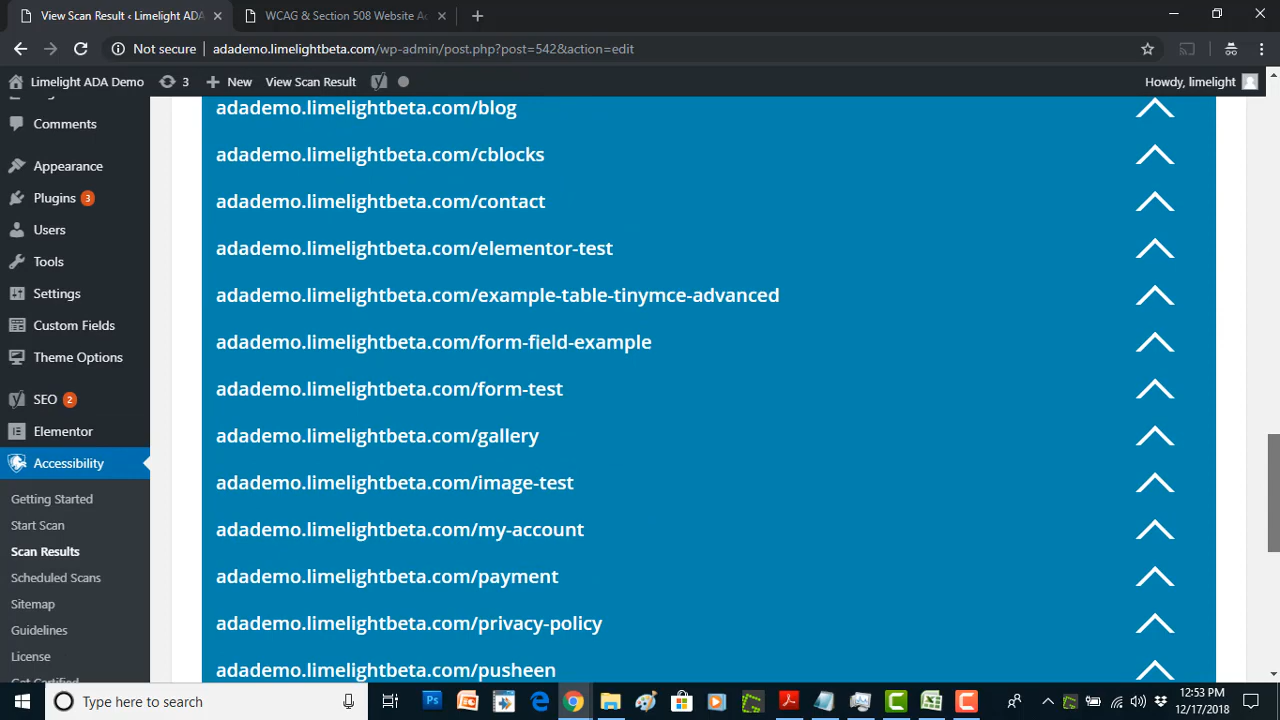 View Scan Result ‹ Limelight ADA
WCAG & Section 508 Website Ac
Not secure adademo.limelightbeta.com/wp-admin/post.php?post=542&action=edit
Limelight ADA Demo 3 New View Scan Result Howdy, limelight
adademo.limelightbeta.com/blog
Comments
adademo.limelightbeta.com/cblocks
Appearance
Plugins 3
adademo.limelightbeta.com/contact
Users
adademo.limelightbeta.com/elementor-test
Tools
Settings
adademo.limelightbeta.com/example-table-tinymce-advanced
Custom Fields
adademo.limelightbeta.com/form-field-example
Theme Options
adademo.limelightbeta.com/form-test
SEO 2
Elementor
adademo.limelightbeta.com/gallery
Accessibility
adademo.limelightbeta.com/image-test
Getting Started
Start Scan
adademo.limelightbeta.com/my-account
Scan Results
Scheduled Scans
adademo.limelightbeta.com/payment
Sitemap
adademo.limelightbeta.com/privacy-policy
Guidelines
License
adademo.limelightbeta.com/pusheen
Get Certified
Type here to search
12:53 PM
12/17/2018